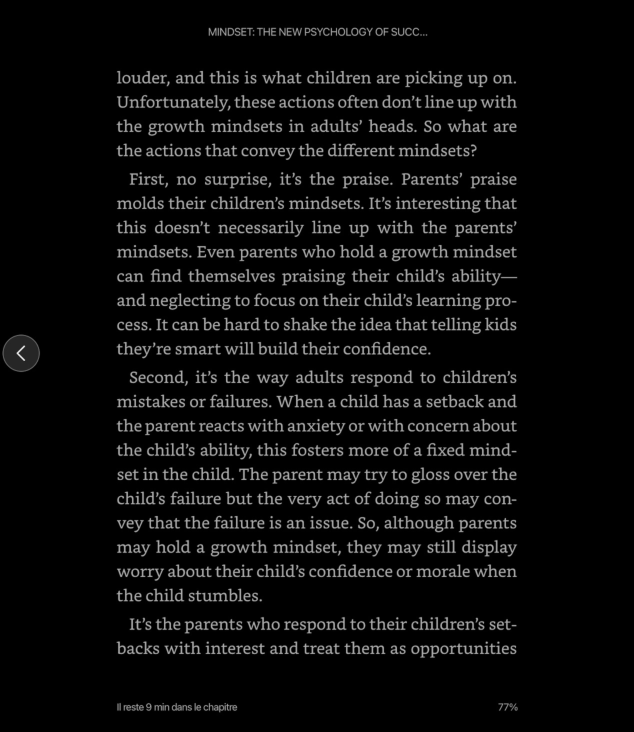 MINDSET: THE NEW PSYCHOLOGY OF SUCC...
louder, and this is what children are picking up on.
Unfortunately, these actions often don't line up with
the growth mindsets in adults' heads. So what are
the actions that convey the different mindsets?
First, no surprise, it's the praise. Parents' praise
molds their children's mindsets. It's interesting that
this doesn't necessarily line up with the parents'
mindsets. Even parents who hold a growth mindset
can find themselves praising their child's ability—
and neglecting to focus on their child's learning pro-
cess. It can be hard to shake the idea that telling kids
they're smart will build their confidence.
Second, it's the way adults respond to children's
mistakes or failures. When a child has a setback and
the parent reacts with anxiety or with concern about
the child's ability, this fosters more of a fixed mind-
set in the child. The parent may try to gloss over the
child's failure but the very act of doing so may con-
vey that the failure is an issue. So, although parents
may hold a growth mindset, they may still display
worry about their child's confidence or morale when
the child stumbles.
It's the parents who respond to their children's set-
backs with interest and treat them as opportunities
Il reste 9 min dans le chapitre 77%